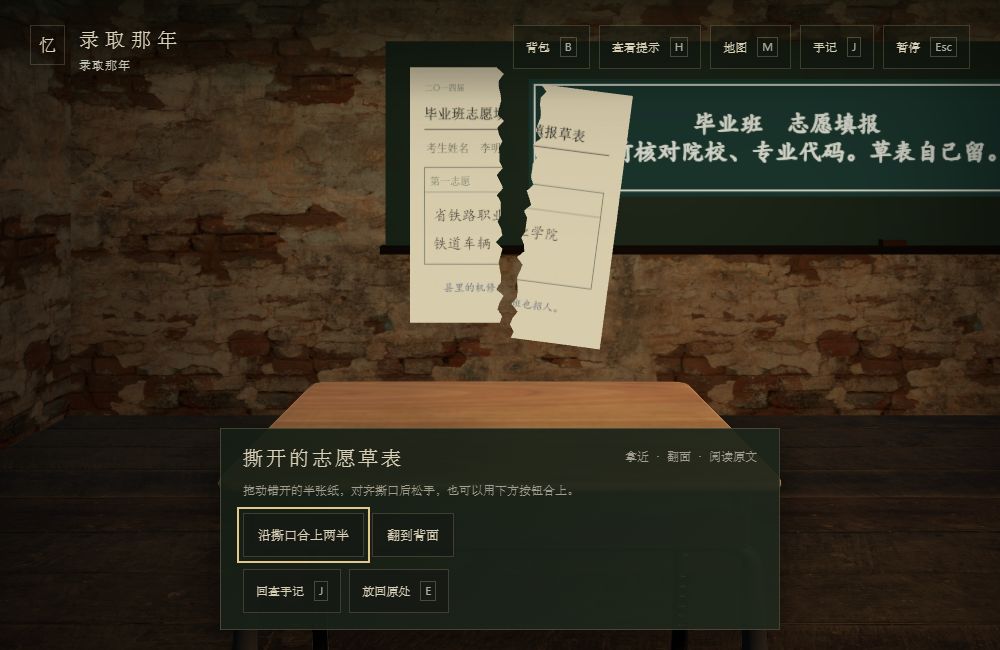 忆
录取那年
录取那年
背包 B
查看提示 H
地图 M
手记 J
暂停 Esc
二〇一四届
毕业班志愿填
考生姓名 李明
第一志愿
省铁路职业
铁道车辆
县里的机修
填报草表
学院
班也招人。
毕业班 志愿填报
核对院校、专业代码。草表自己留。
撕开的志愿草表
拿近 · 翻面 · 阅读原文
拖动错开的半张纸，对齐撕口后松手，也可以用下方按钮合上。
沿撕口合上两半
翻到背面
回查手记 J
放回原处 E